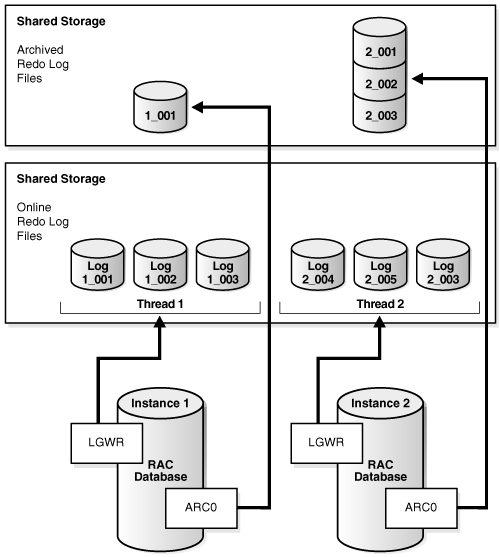 Shared Storage
Archived
Redo Log
Files
1_001
2_001
2_002
2_003
Shared Storage
Online
Redo Log
Files
Log
1_001
Log
1_002
Log
1_003
Log
2_004
Log
2_005
Log
2_003
Thread 1
Thread 2
Instance 1
LGWR
RAC
Database
ARC0
Instance 2
LGWR
RAC
Database
ARC0